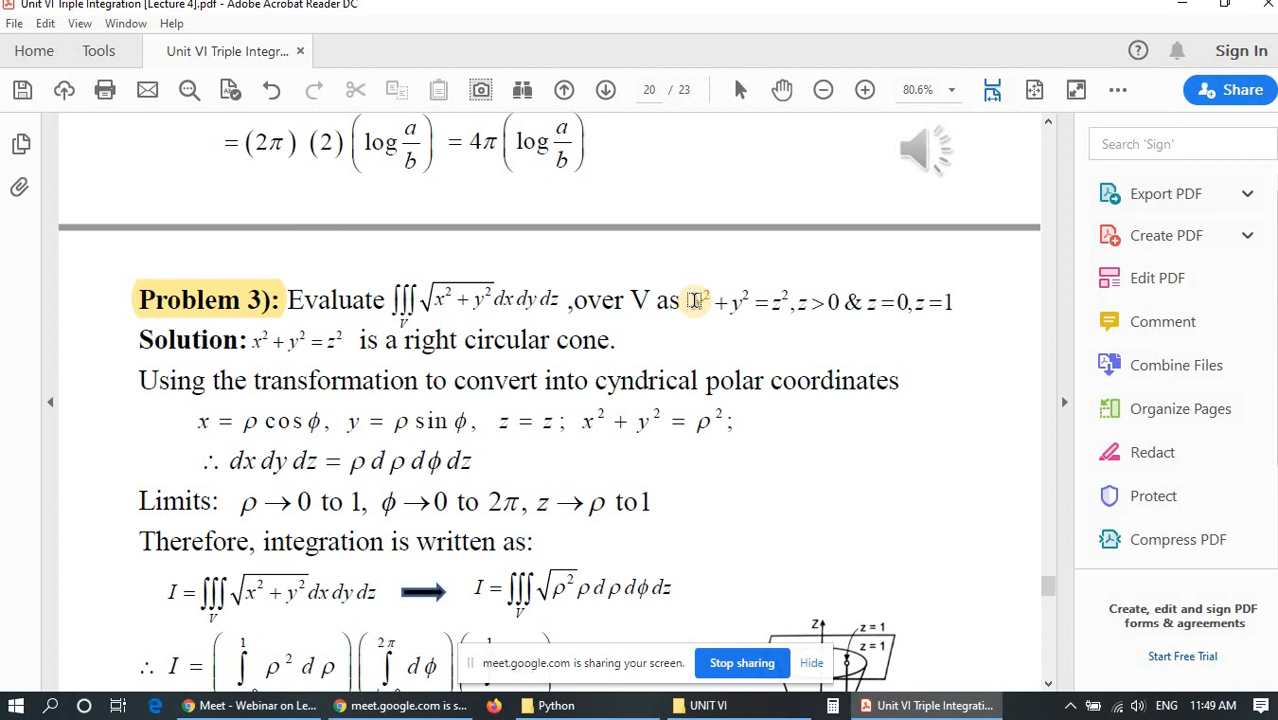 Unit VI Triple Integration [Lecture 4].pdf - Adobe Acrobat Reader DC
File Edit View Window Help
Home Tools Unit VI Triple Integr... × Sign In
20 / 23 80.6% Share
= (2π) (2) (log a/b) = 4π (log a/b)
Search 'Sign'
Export PDF
Create PDF
Edit PDF
Comment
Combine Files
Organize Pages
Redact
Protect
Compress PDF
Create, edit and sign PDF
forms & agreements
Start Free Trial
Problem 3): Evaluate ∭_V √(x² + y²) dx dy dz ,over V as x² + y² = z², z > 0 & z = 0, z = 1
Solution: x² + y² = z² is a right circular cone.
Using the transformation to convert into cyndrical polar coordinates
x = ρ cos ϕ, y = ρ sin ϕ, z = z ; x² + y² = ρ² ;
∴ dx dy dz = ρ d ρ d ϕ dz
Limits: ρ → 0 to 1, ϕ → 0 to 2π, z → ρ to 1
Therefore, integration is written as:
I = ∭_V √(x² + y²) dx dy dz I = ∭_V √ρ² ρ d ρ d ϕ dz
Z z = 1
z = 1
∴ I = ( ∫ 1 ρ² d ρ ) ( ∫ 2π d ϕ ) ( 1
meet.google.com is sharing your screen. Stop sharing Hide
Meet - Webinar on Le... meet.google.com is s... Python UNIT VI Unit VI Triple Integrati... ENG 11:49 AM